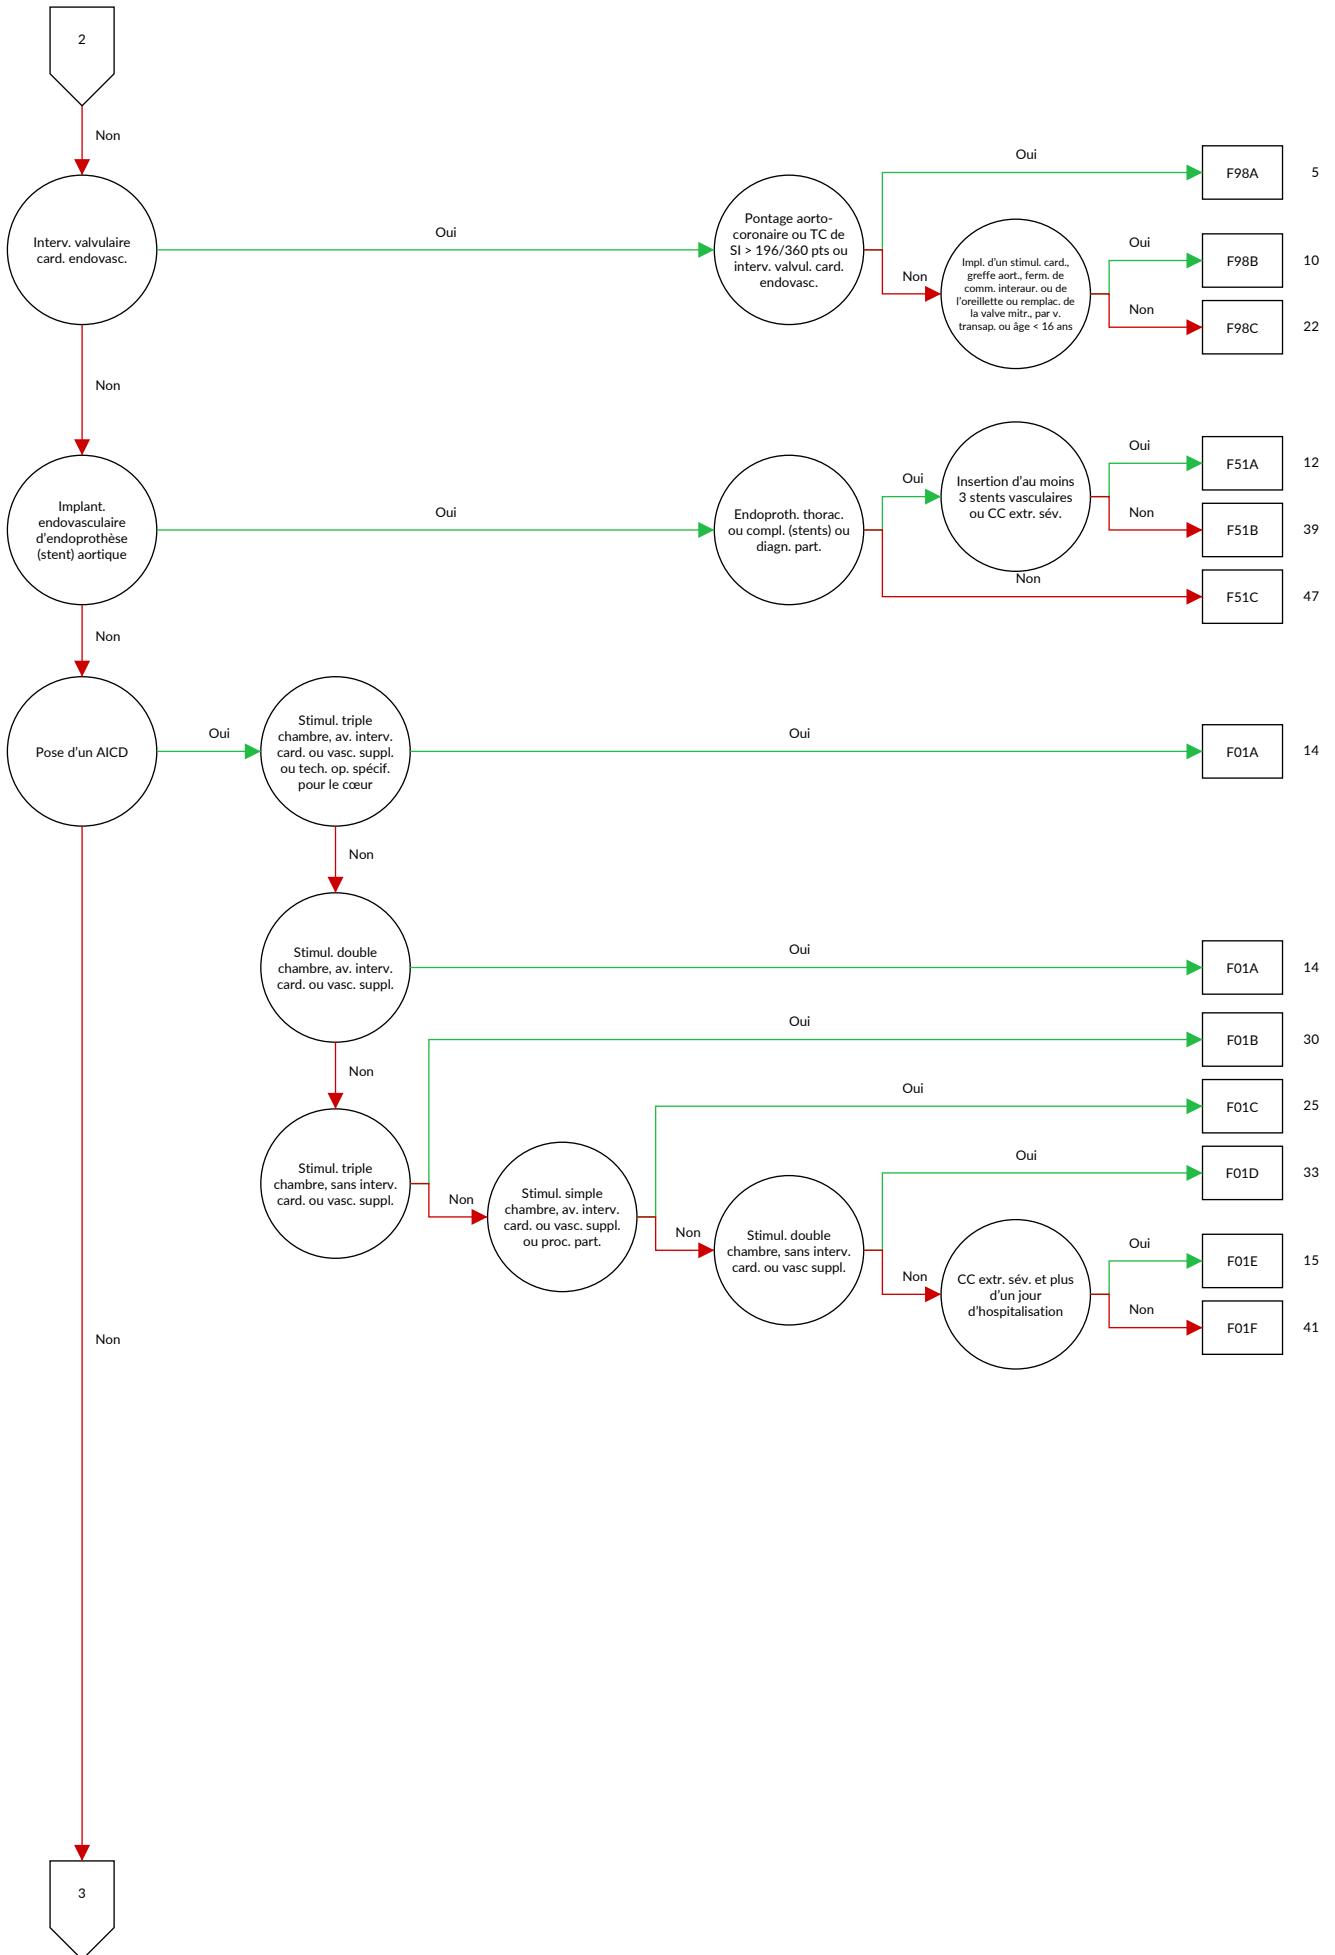 2
Non
Interv. valvulaire
card. endovasc.
Oui
Pontage aorto-
coronaire ou TC de
SI > 196/360 pts ou
interv. valvul. card.
endovasc.
Oui
F98A
5
Non
Impl. d'un stimul. card.,
greffe aort., ferm. de
comm. interaur. ou de
l'oreillette ou remplac. de
la valve mitr., par v.
transap. ou âge < 16 ans
Oui
F98B
10
Non
F98C
22
Non
Implant.
endovasculaire
d'endoprothèse
(stent) aortique
Oui
Endoproth. thorac.
ou compl. (stents) ou
diagn. part.
Oui
Insertion d'au moins
3 stents vasculaires
ou CC extr. sév.
Oui
F51A
12
Non
F51B
39
Non
F51C
47
Non
Pose d'un AICD
Oui
Stimul. triple
chambre, av. interv.
card. ou vasc. suppl.
ou tech. op. spécif.
pour le cœur
Oui
F01A
14
Non
Stimul. double
chambre, av. interv.
card. ou vasc. suppl.
Oui
F01A
14
Non
Stimul. triple
chambre, sans interv.
card. ou vasc. suppl.
Oui
F01B
30
Non
Stimul. simple
chambre, av. interv.
card. ou vasc. suppl.
ou proc. part.
Oui
F01C
25
Non
Stimul. double
chambre, sans interv.
card. ou vasc suppl.
Oui
F01D
33
Non
CC extr. sév. et plus
d'un jour
d'hospitalisation
Oui
F01E
15
Non
F01F
41
Non
3